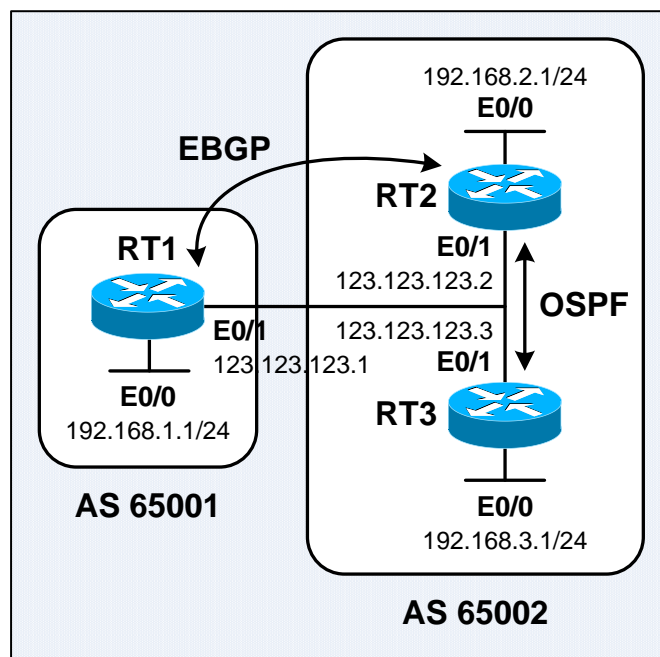 192.168.2.1/24
E0/0
EBGP
RT2
RT1
E0/1
123.123.123.2
OSPF
E0/1
123.123.123.3
123.123.123.1
E0/1
E0/0
RT3
192.168.1.1/24
AS 65001
E0/0
192.168.3.1/24
AS 65002